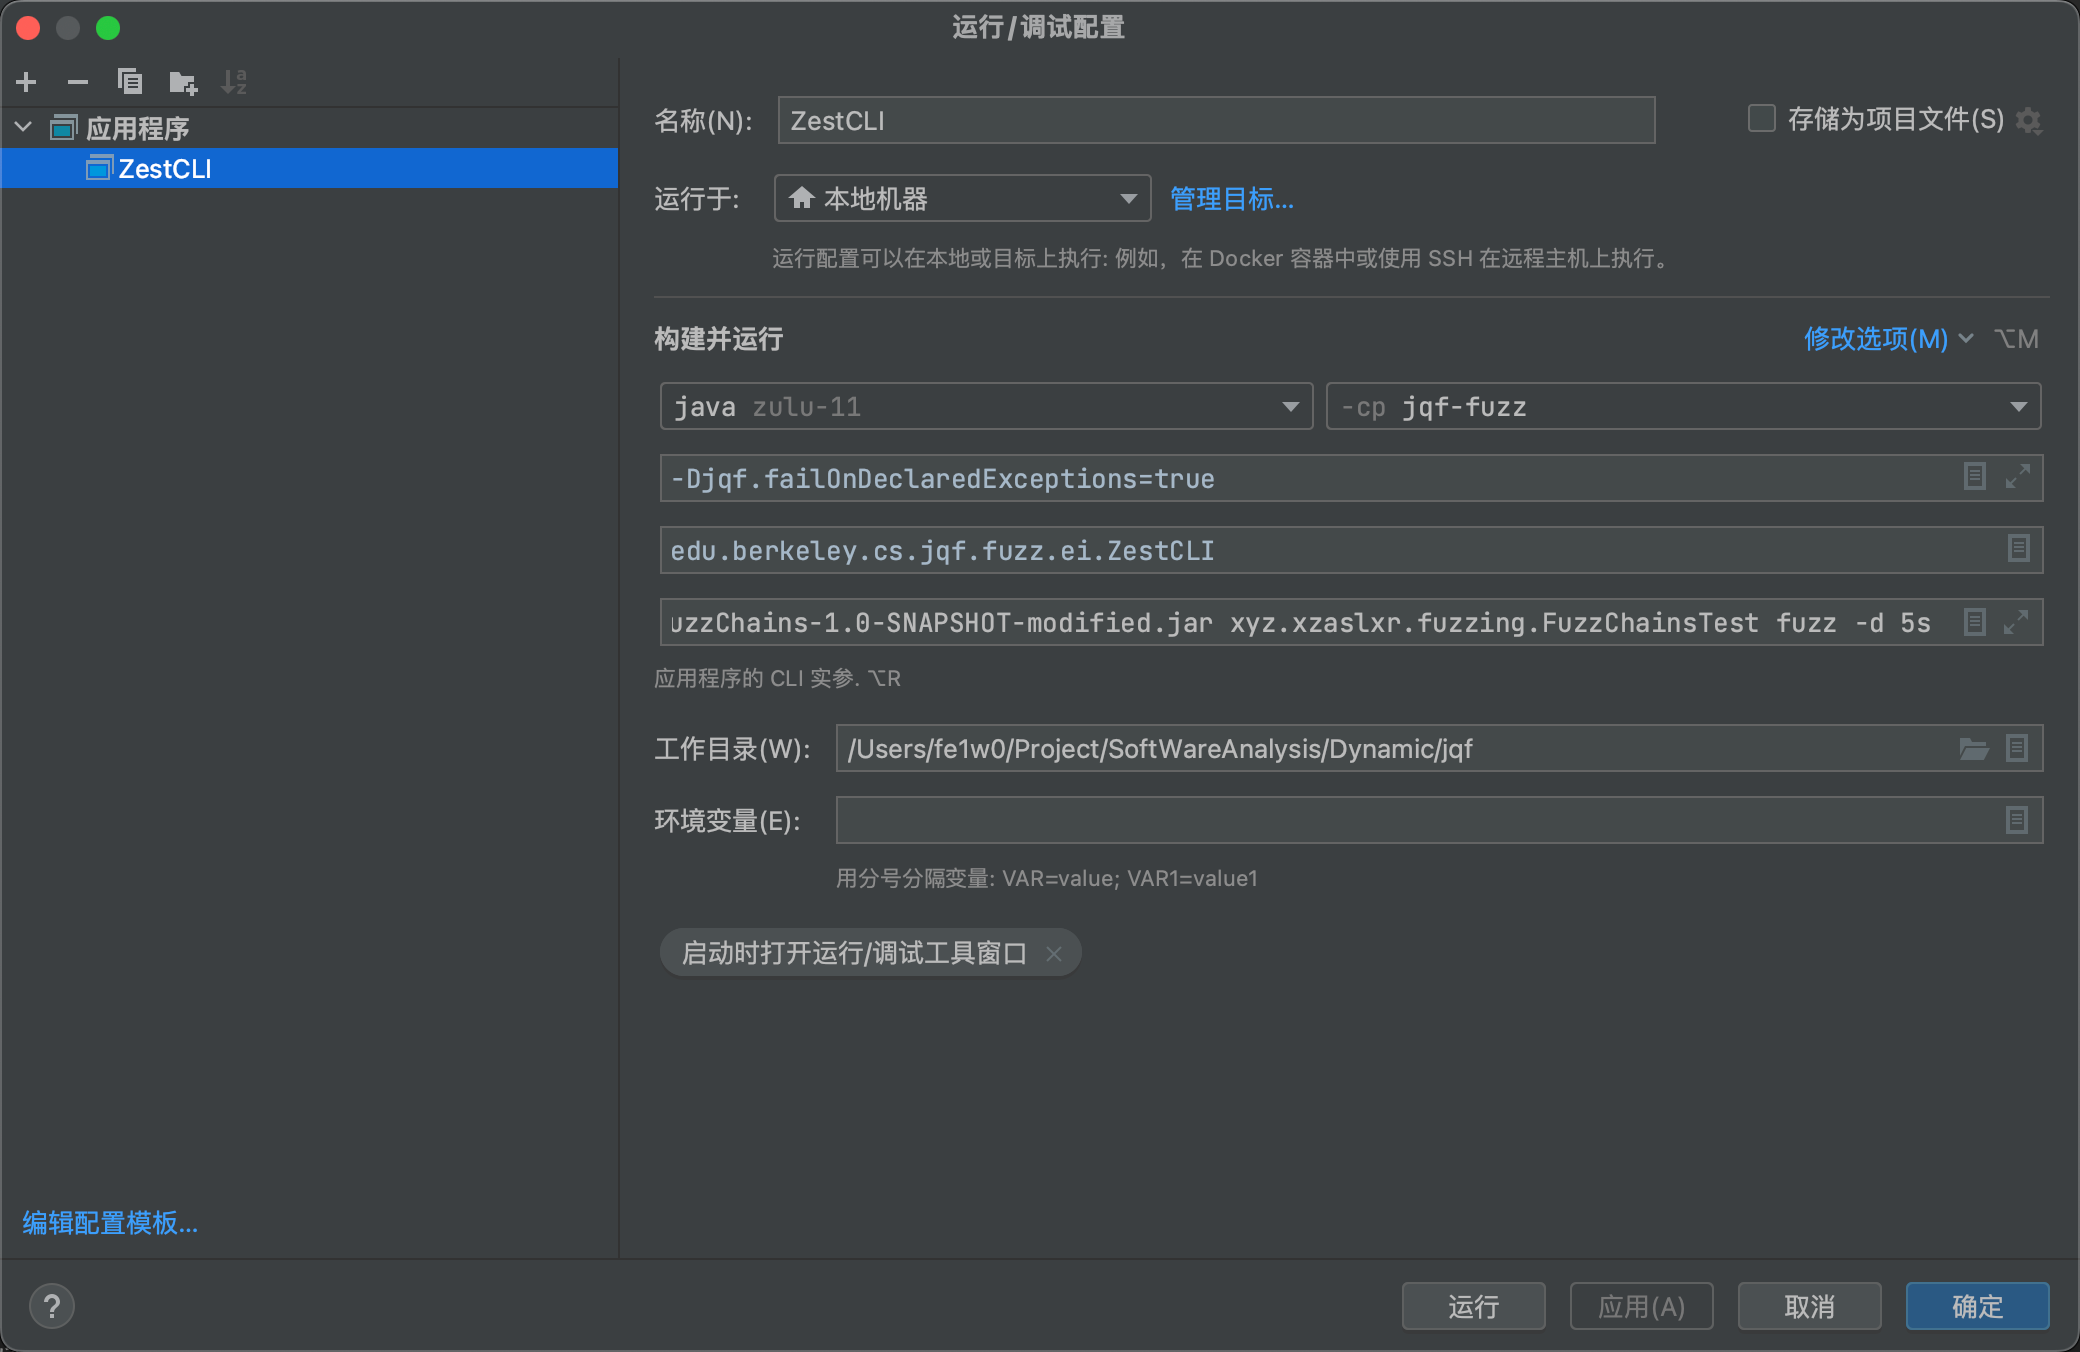 运行/调试配置
应用程序
ZestCLI
编辑配置模板...
名称(N): ZestCLI 存储为项目文件(S)
运行于: 本地机器 管理目标...
运行配置可以在本地或目标上执行: 例如，在 Docker 容器中或使用 SSH 在远程主机上执行。
构建并运行 修改选项(M) ⌥M
java zulu-11 -cp jqf-fuzz
-Djqf.failOnDeclaredExceptions=true
edu.berkeley.cs.jqf.fuzz.ei.ZestCLI
uzzChains-1.0-SNAPSHOT-modified.jar xyz.xzaslxr.fuzzing.FuzzChainsTest fuzz -d 5s
应用程序的 CLI 实参. ⌥R
工作目录(W): /Users/fe1w0/Project/SoftWareAnalysis/Dynamic/jqf
环境变量(E):
用分号分隔变量: VAR=value; VAR1=value1
启动时打开运行/调试工具窗口
? 运行 应用(A) 取消 确定